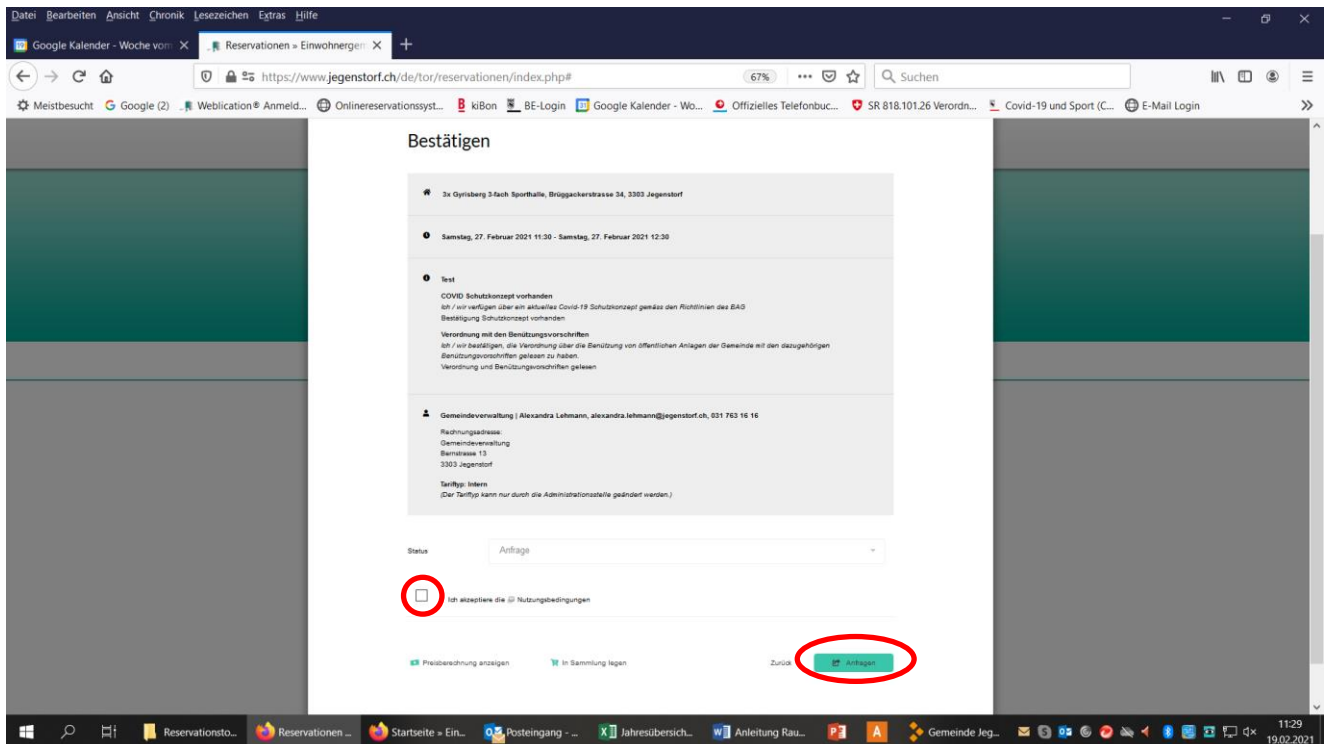 Datei Bearbeiten Ansicht Chronik Lesezeichen Extras Hilfe
Google Kalender - Woche vom
Reservationen » Einwohnergem
https://www.jegenstorf.ch/de/tor/reservationen/index.php#
67%
Suchen
Meistbesucht Google (2) Weblication® Anmeld... Onlinereservationssyst... kiBon BE-Login Google Kalender - Wo... Offizielles Telefonbuc... SR 818.101.26 Verordn... Covid-19 und Sport (C... E-Mail Login
Bestätigen
3x Gyrisberg 3-fach Sporthalle, Brüggackerstrasse 34, 3303 Jegenstorf
Samstag, 27. Februar 2021 11:30 - Samstag, 27. Februar 2021 12:30
Test
COVID Schutzkonzept vorhanden
Ich / wir verfügen über ein aktuelles Covid-19 Schutzkonzept gemäss den Richtlinien des BAG
Bestätigung Schutzkonzept vorhanden
Verordnung mit den Benützungsvorschriften
Ich / wir bestätigen, die Verordnung über die Benützung von öffentlichen Anlagen der Gemeinde mit den dazugehörigen
Benützungsvorschriften gelesen zu haben.
Verordnung und Benützungsvorschriften gelesen
Gemeindeverwaltung | Alexandra Lehmann, alexandra.lehmann@jegenstorf.ch, 031 763 16 16
Rechnungsadresse:
Gemeindeverwaltung
Bernstrasse 13
3303 Jegenstorf
Tariftyp: Intern
(Der Tariftyp kann nur durch die Administrationsstelle geändert werden.)
Status Anfrage
Ich akzeptiere die Nutzungsbedingungen
Preisberechnung anzeigen In Sammlung legen Zurück Anfragen
Reservationsto... Reservationen ... Startseite » Ein... Posteingang - ... Jahresübersich... Anleitung Rau... Gemeinde Jeg...
11:29
19.02.2021